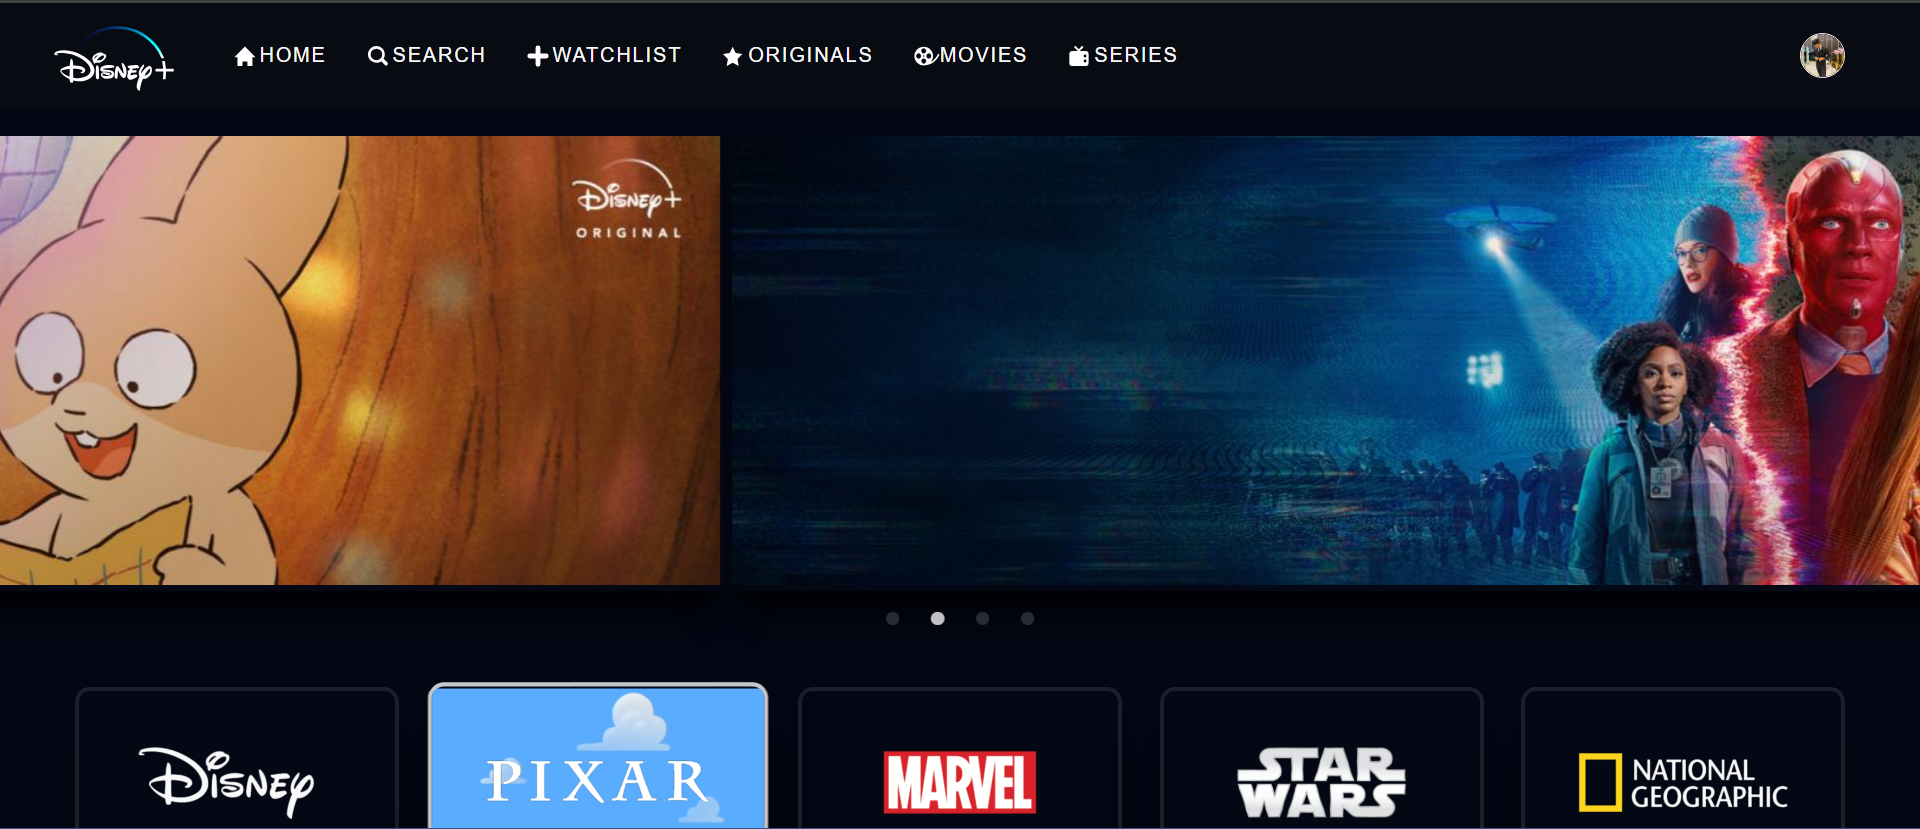 Disney+
HOME
SEARCH
WATCHLIST
ORIGINALS
MOVIES
SERIES
Disney+
ORIGINAL
Disney
PIXAR
MARVEL
STAR
WARS
NATIONAL
GEOGRAPHIC